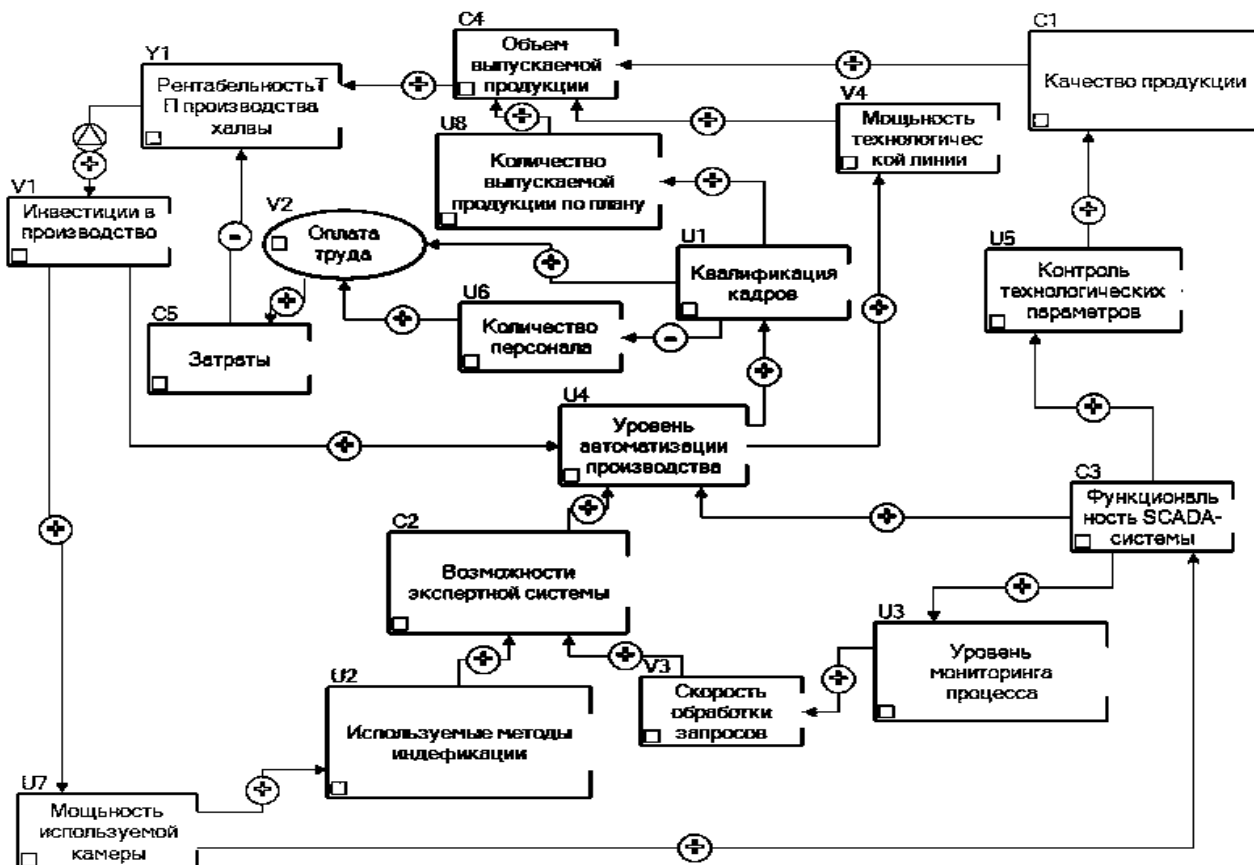 C4
Объем
выпускаемой
продукции
C1
Качество продукции
Y1
Рентабельность Т
П производства
халвы
V4
Мощьность
технологичес
кой линии
U8
Количество
выпускаемой
продукции по плану
V1
Инвестиции в
производство
V2
Оплата
труда
U1
Квалификация
кадров
U5
Контроль
технологических
параметров
C5
Затраты
U6
Количество
персонала
U4
Уровень
автоматизации
производства
C3
Функциональ
ность SCADA-
системы
C2
Возможности
экспертной системы
U3
Уровень
мониторинга
процесса
V3
Скорость
обработки
запросов
U2
Используемые методы
индефикации
U7
Мощьность
используемой
камеры